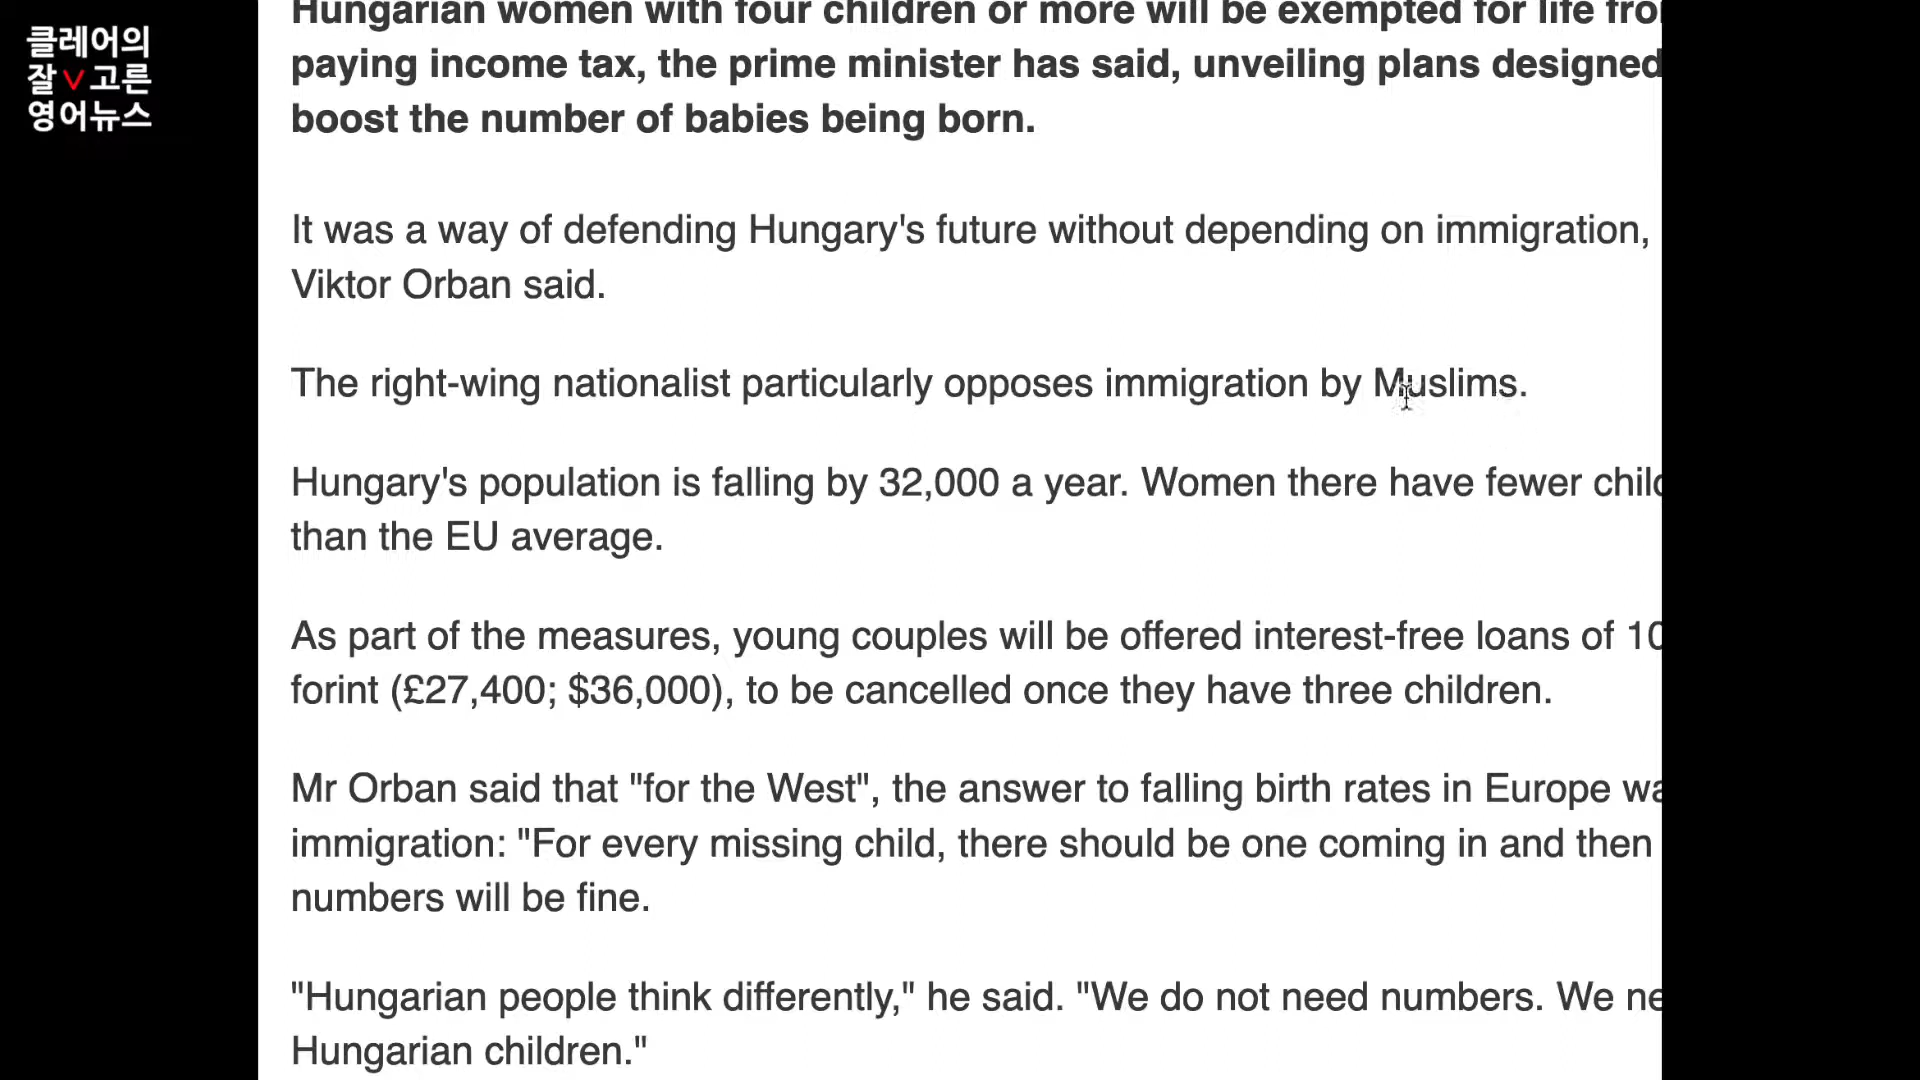 클레어의
잘v고른
영어뉴스
Hungarian women with four children or more will be exempted for life
paying income tax, the prime minister has said, unveiling plans designed
boost the number of babies being born.
It was a way of defending Hungary's future without depending on immigration,
Viktor Orban said.
The right-wing nationalist particularly opposes immigration by Muslims.
Hungary's population is falling by 32,000 a year. Women there have fewer
than the EU average.
As part of the measures, young couples will be offered interest-free loans of
forint (£27,400; $36,000), to be cancelled once they have three children.
Mr Orban said that "for the West", the answer to falling birth rates in Europe
immigration: "For every missing child, there should be one coming in and then
numbers will be fine.
"Hungarian people think differently," he said. "We do not need numbers. We
Hungarian children."